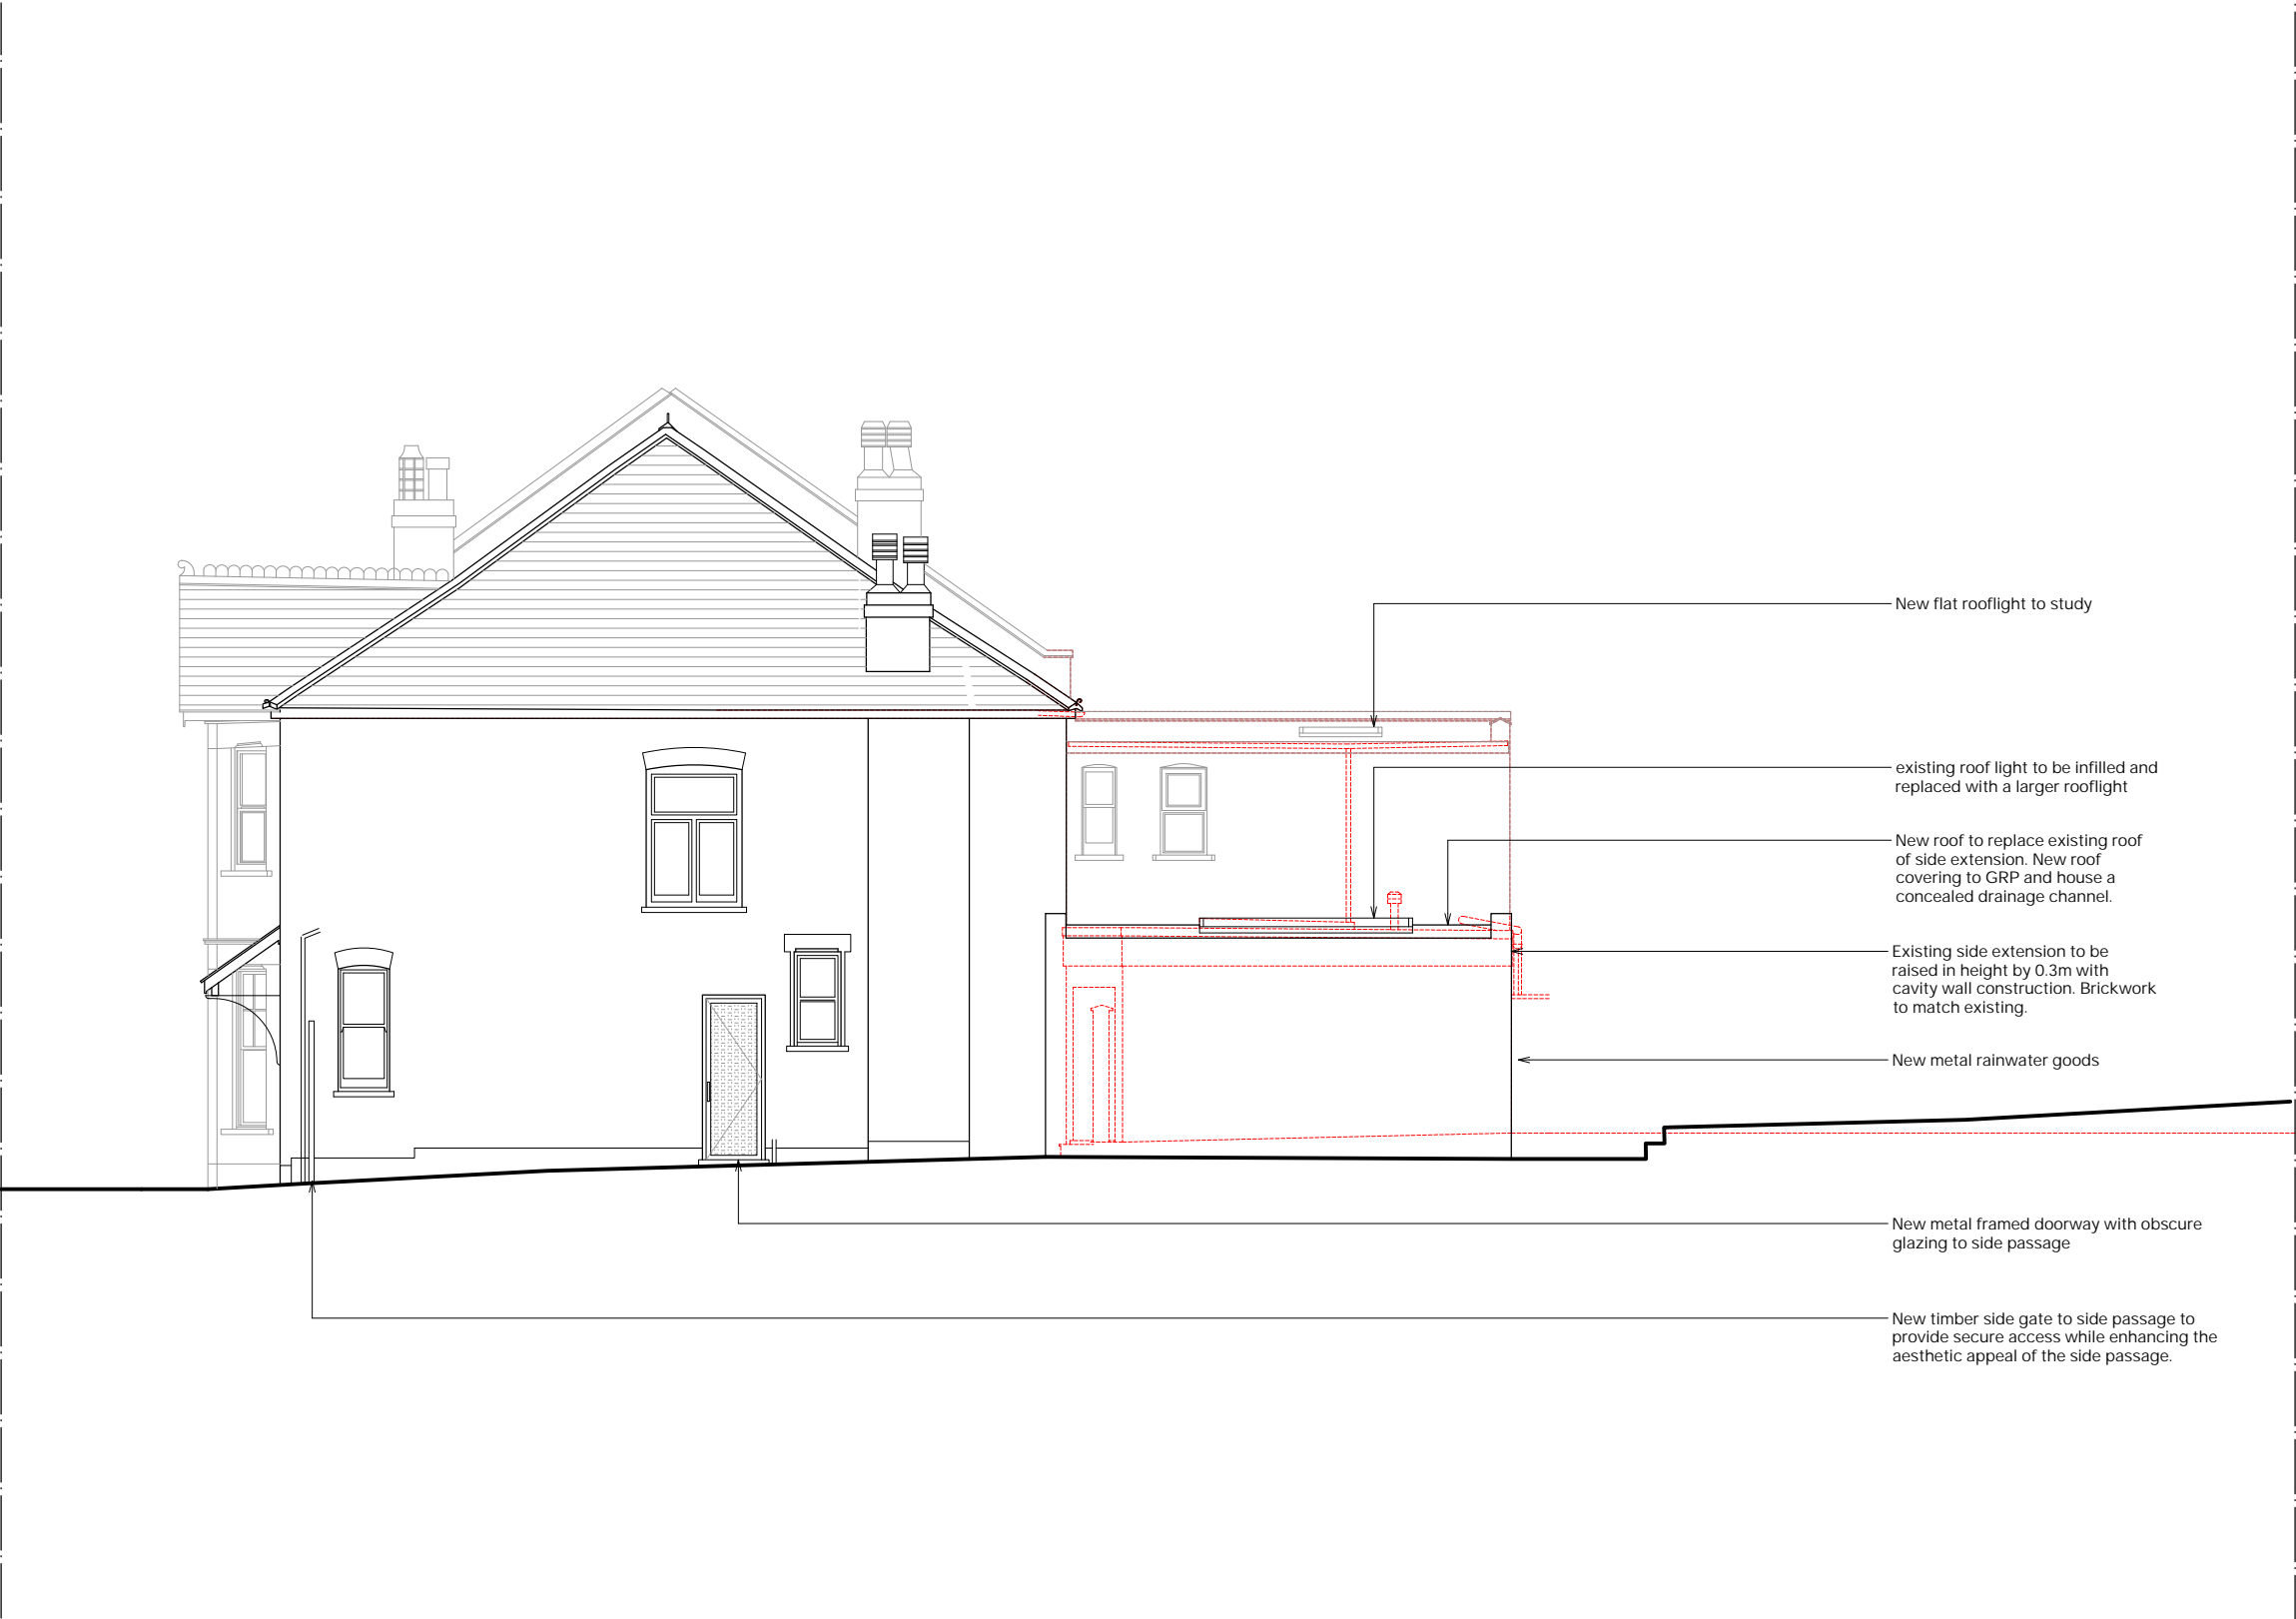 New flat rooflight to study
existing roof light to be infilled and
replaced with a larger rooflight
New roof to replace existing roof
of side extension. New roof
covering to GRP and house a
concealed drainage channel.
Existing side extension to be
raised in height by 0.3m with
cavity wall construction. Brickwork
to match existing.
New metal rainwater goods
New metal framed doorway with obscure
glazing to side passage
New timber side gate to side passage to
provide secure access while enhancing the
aesthetic appeal of the side passage.